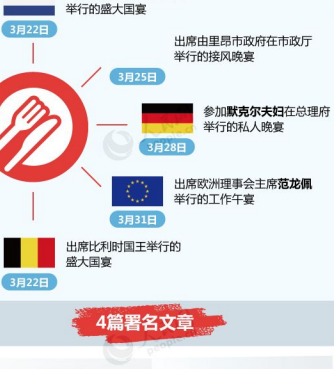 举行的盛大国宴
3月22日
出席由里昂市政府在市政厅
举行的接风晚宴
3月25日
参加默克尔夫妇在总理府
举行的私人晚宴
3月28日
出席欧洲理事会主席范龙佩
举行的工作午宴
3月31日
出席比利时国王举行的
盛大国宴
3月22日
4篇署名文章